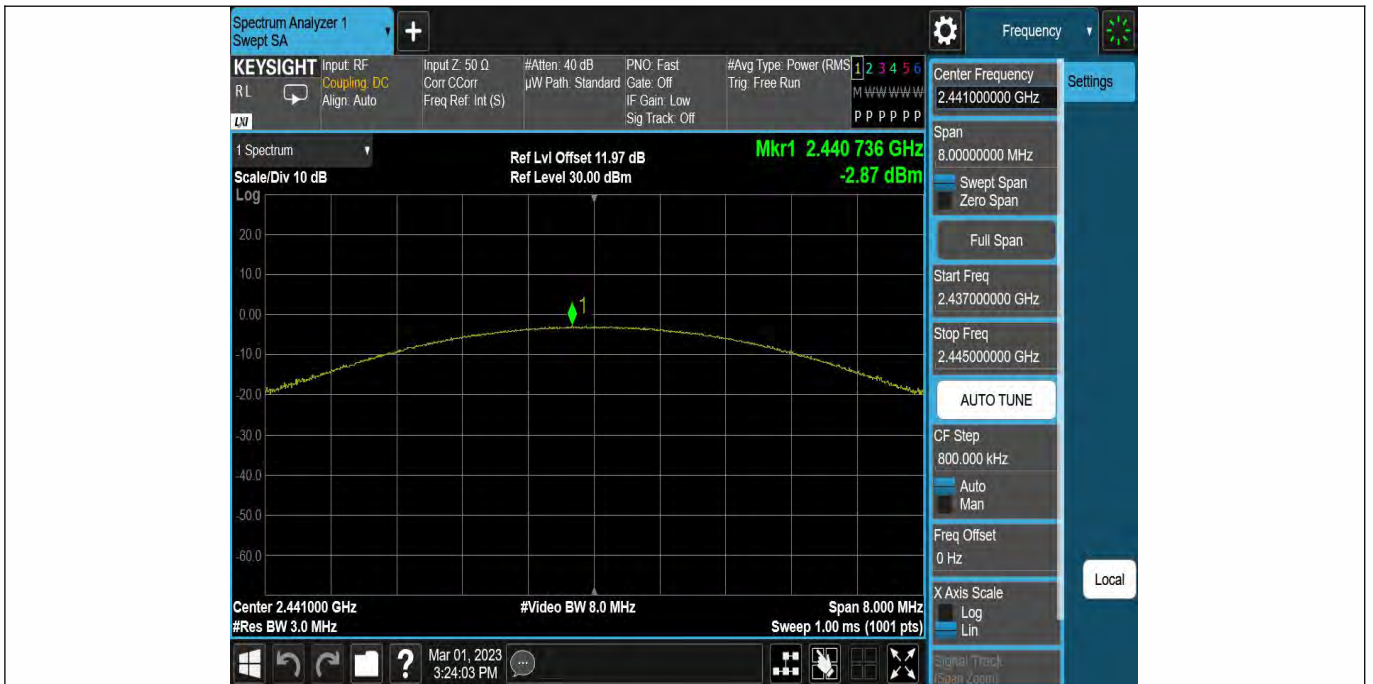 Spectrum Analyzer 1
Swept SA
+
Frequency
KEYSIGHT
RL
LXI
Input: RF
Coupling: DC
Align: Auto
Input Z: 50 Ω
Corr CCorr
Freq Ref: Int (S)
#Atten: 40 dB
µW Path: Standard
PNO: Fast
Gate: Off
IF Gain: Low
Sig Track: Off
#Avg Type: Power (RMS
Trig: Free Run
1 2 3 4 5 6
M W W W W W
P P P P P P
1 Spectrum
Scale/Div 10 dB
Log
Ref Lvl Offset 11.97 dB
Ref Level 30.00 dBm
Mkr1 2.440 736 GHz
-2.87 dBm
20.0
10.0
0.00
-10.0
-20.0
-30.0
-40.0
-50.0
-60.0
1
Center 2.441000 GHz
#Res BW 3.0 MHz
#Video BW 8.0 MHz
Span 8.000 MHz
Sweep 1.00 ms (1001 pts)
Center Frequency
2.441000000 GHz
Settings
Span
8.00000000 MHz
Swept Span
Zero Span
Full Span
Start Freq
2.437000000 GHz
Stop Freq
2.445000000 GHz
AUTO TUNE
CF Step
800.000 kHz
Auto
Man
Freq Offset
0 Hz
X Axis Scale
Log
Lin
Signal Track
(Span Zoom)
Local
?
Mar 01, 2023
3:24:03 PM